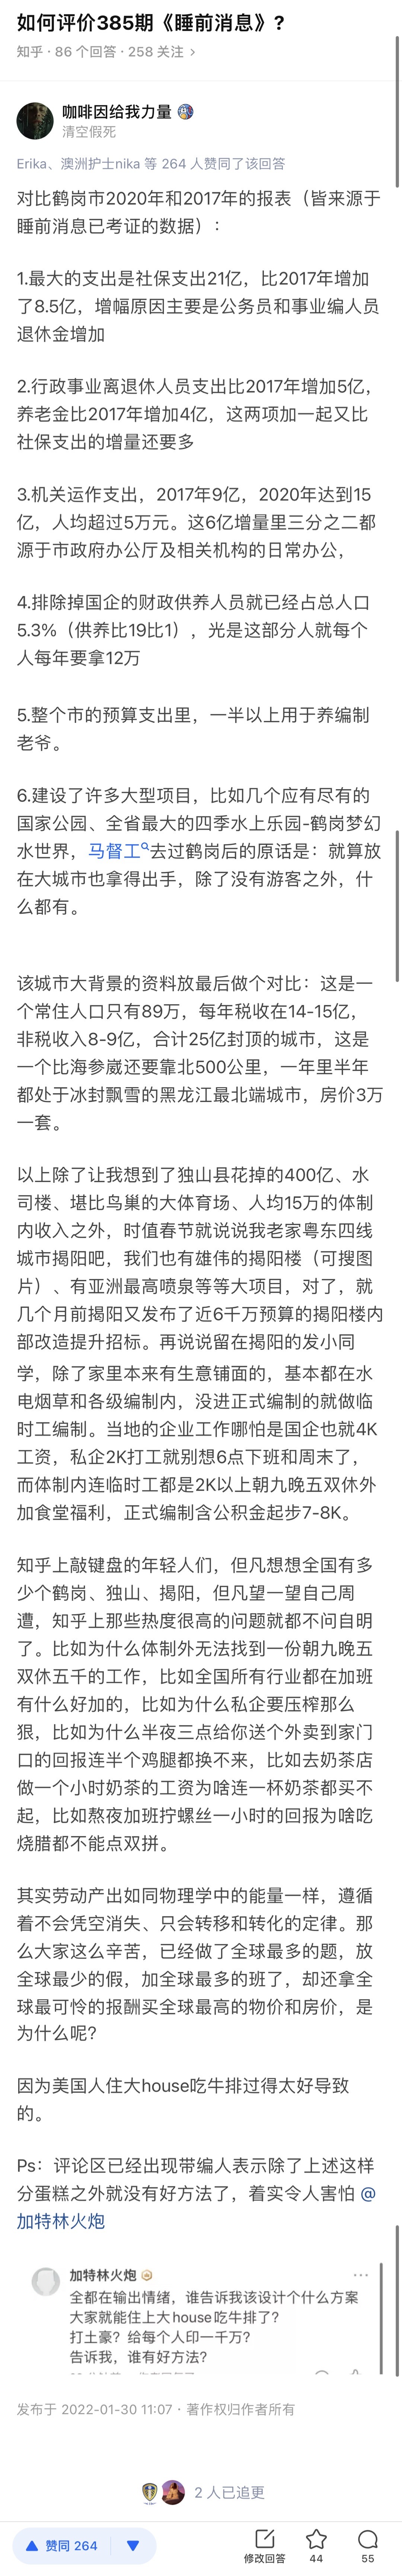 如何评价385期《睡前消息》?
知乎 · 86 个回答 · 258 关注 >
咖啡因给我力量
清空假死
Erika、澳洲护士nika 等 264 人赞同了该回答
对比鹤岗市2020年和2017年的报表（皆来源于
睡前消息已考证的数据）：
1.最大的支出是社保支出21亿，比2017年增加
了8.5亿，增幅原因主要是公务员和事业编人员
退休金增加
2.行政事业离退休人员支出比2017年增加5亿，
养老金比2017年增加4亿，这两项加一起又比
社保支出的增量还要多
3.机关运作支出，2017年9亿，2020年达到15
亿，人均超过5万元。这6亿增量里三分之二都
源于市政府办公厅及相关机构的日常办公，
4.排除掉国企的财政供养人员就已经占总人口
5.3%（供养比19比1），光是这部分人就每个
人每年要拿12万
5.整个市的预算支出里，一半以上用于养编制
老爷。
6.建设了许多大型项目，比如几个应有尽有的
国家公园、全省最大的四季水上乐园-鹤岗梦幻
水世界，马督工去过鹤岗后的原话是：就算放
在大城市也拿得出手，除了没有游客之外，什
么都有。
该城市大背景的资料放最后做个对比：这是一
个常住人口只有89万，每年税收在14-15亿，
非税收入8-9亿，合计25亿封顶的城市，这是
一个比海参崴还要靠北500公里，一年里半年
都处于冰封飘雪的黑龙江最北端城市，房价3万
一套。
以上除了让我想到了独山县花掉的400亿、水
司楼、堪比鸟巢的大体育场、人均15万的体制
内收入之外，时值春节就说说我老家粤东四线
城市揭阳吧，我们也有雄伟的揭阳楼（可搜图
片）、有亚洲最高喷泉等等大项目，对了，就
几个月前揭阳又发布了近6千万预算的揭阳楼内
部改造提升招标。再说说留在揭阳的发小同
学，除了家里本来有生意铺面的，基本都在水
电烟草和各级编制内，没进正式编制的就做临
时工编制。当地的企业工作哪怕是国企也就4K
工资，私企2K打工就别想6点下班和周末了，
而体制内连临时工都是2K以上朝九晚五双休外
加食堂福利，正式编制含公积金起步7-8K。
知乎上敲键盘的年轻人们，但凡想想全国有多
少个鹤岗、独山、揭阳，但凡望一望自己周
遭，知乎上那些热度很高的问题就都不问自明
了。比如为什么体制外无法找到一份朝九晚五
双休五千的工作，比如全国所有行业都在加班
有什么好加的，比如为什么私企要压榨那么
狠，比如为什么半夜三点给你送个外卖到家门
口的回报连半个鸡腿都换不来，比如去奶茶店
做一个小时奶茶的工资为啥连一杯奶茶都买不
起，比如熬夜加班拧螺丝一小时的回报为啥吃
烧腊都不能点双拼。
其实劳动产出如同物理学中的能量一样，遵循
着不会凭空消失、只会转移和转化的定律。那
么大家这么辛苦，已经做了全球最多的题，放
全球最少的假，加全球最多的班了，却还拿全
球最可怜的报酬买全球最高的物价和房价，是
为什么呢?
因为美国人住大house吃牛排过得太好导致
的。
Ps：评论区已经出现带编人表示除了上述这样
分蛋糕之外就没有好方法了，着实令人害怕 @
加特林火炮
加特林火炮
全都在输出情绪，谁告诉我该设计个什么方案
大家就能住上大house吃牛排了?
打土豪? 给每个人印一千万?
告诉我，谁有好方法?
发布于 2022-01-30 11:07 · 著作权归作者所有
2 人已追更
赞同 264
修改回答
44
55